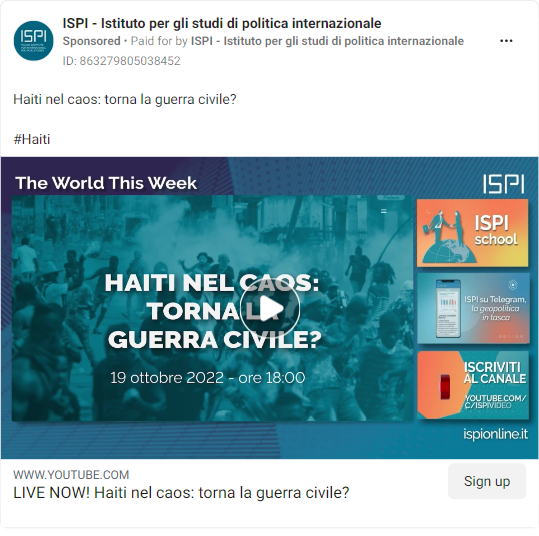 ISPI
ISPI - Istituto per gli studi di politica internazionale
Sponsored • Paid for by ISPI - Istituto per gli studi di politica internazionale
ID: 863279805038452
Haiti nel caos: torna la guerra civile?
#Haiti
The World This Week
ISPI
HAITI NEL CAOS:
TORNA LA
GUERRA CIVILE?
19 ottobre 2022 - ore 18:00
ISPI
school
ISPI su Telegram,
la geopolitica
in tasca
ISCRIVITI
AL CANALE
YOUTUBE.COM/
C/ISPIVIDEO
ispionline.it
WWW.YOUTUBE.COM
LIVE NOW! Haiti nel caos: torna la guerra civile?
Sign up